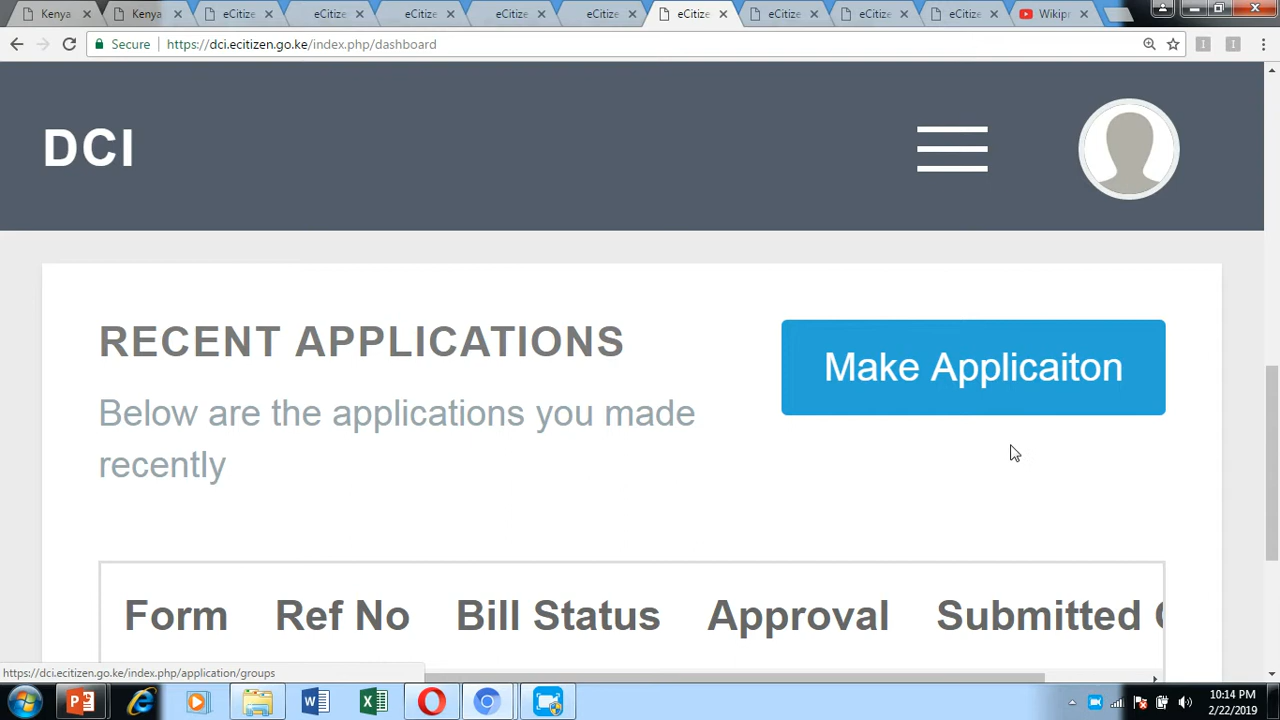 Kenya
Kenya
eCitize
eCitize
eCitize
eCitize
eCitize
eCitize
eCitize
eCitize
eCitize
Wikipr
Secure https://dci.ecitizen.go.ke/index.php/dashboard
DCI
RECENT APPLICATIONS
Make Applicaiton
Below are the applications you made
recently
Form Ref No Bill Status Approval Submitted
https://dci.ecitizen.go.ke/index.php/application/groups
10:14 PM
2/22/2019